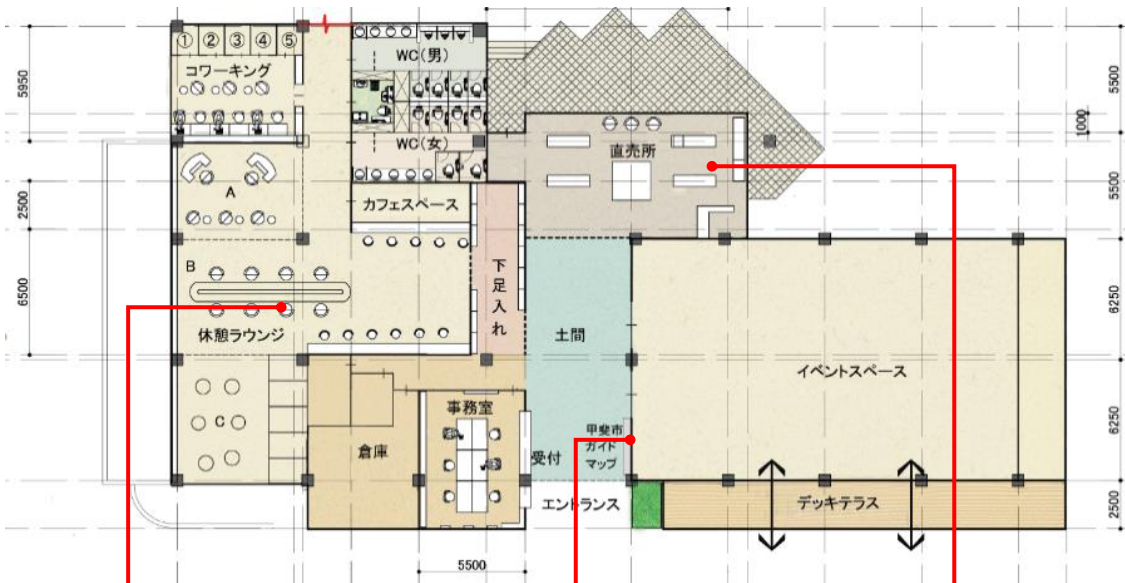 ① ② ③ ④ ⑤
コワーキング
WC(男)
WC(女)
直売所
A
カフェスペース
B
下足入れ
休憩ラウンジ
土間
イベントスペース
C
倉庫
事務室
受付
甲斐市
ガイド
マップ
エントランス
デッキテラス
5950
2500
6500
5500
5500
1000
5500
6250
6250
2500